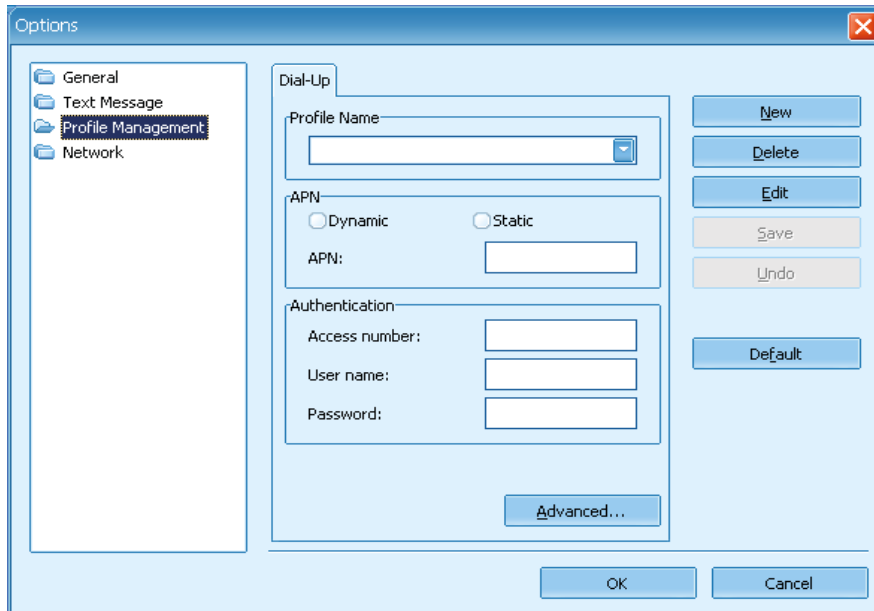 Options
General
Text Message
Profile Management
Network
Dial-Up
Profile Name
APN
Dynamic Static
APN:
Authentication
Access number:
User name:
Password:
Advanced...
New
Delete
Edit
Save
Undo
Default
OK Cancel